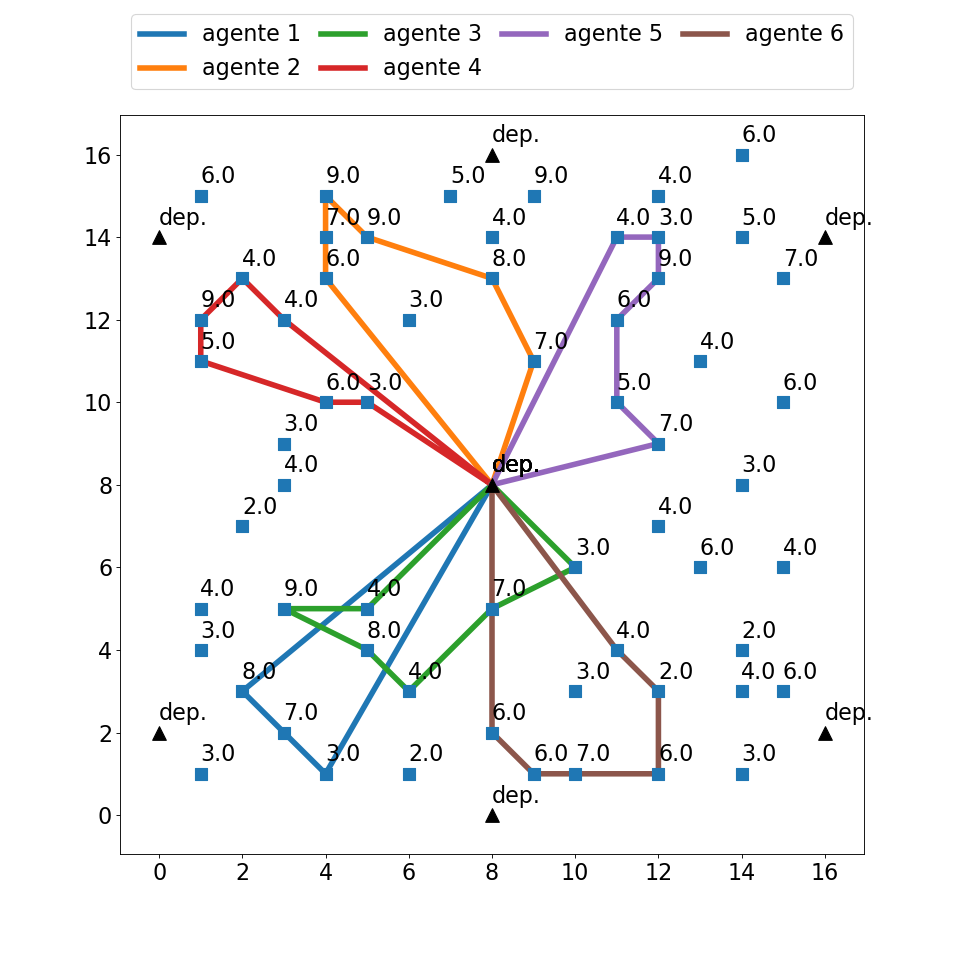 agente 1 agente 3 agente 5 agente 6
agente 2 agente 4
dep. 6.0
16
6.0 9.0 5.0 9.0 4.0
dep. 7.0 9.0 4.0 4.0 3.0 5.0 dep.
14
4.0 6.0 8.0 9.0 7.0
9.0 4.0 3.0 6.0
12
5.0 7.0 4.0
6.0 3.0 5.0 6.0
10
3.0 7.0
4.0 dep. 3.0
8
2.0 4.0
3.0 6.0 4.0
6
4.0 9.0 4.0 7.0
3.0 8.0 4.0 2.0
4
8.0 4.0 3.0 2.0 4.0 6.0
dep. 7.0 6.0 dep.
2
3.0 3.0 2.0 6.0 7.0 6.0 3.0
dep.
0
0 2 4 6 8 10 12 14 16